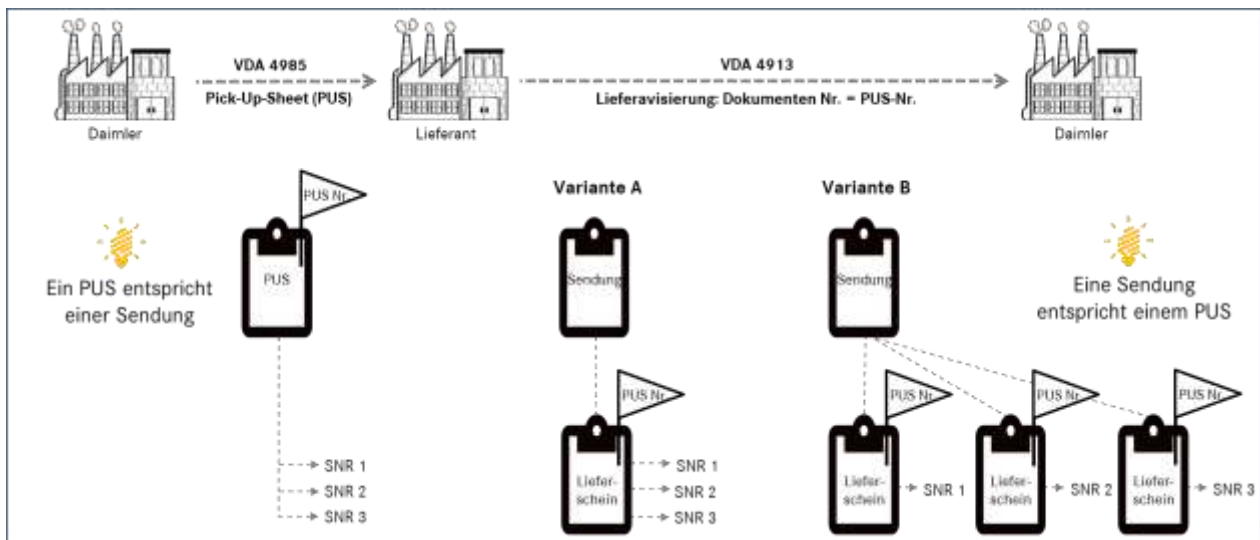 VDA 4985
VDA 4913
Pick-Up-Sheet (PUS)
Lieferavisierung: Dokumenten Nr. = PUS-Nr.
Daimler
Lieferant
Daimler
PUS Nr.
Variante A
Variante B
PUS
Sendung
Sendung
Ein PUS entspricht
einer Sendung
Eine Sendung
entspricht einem PUS
PUS Nr.
PUS Nr.
PUS Nr.
PUS Nr.
SNR 1
SNR 2
SNR 3
Liefer-
schein
SNR 1
SNR 2
SNR 3
Liefer-
schein
SNR 1
Liefer-
schein
SNR 2
Liefer-
schein
SNR 3